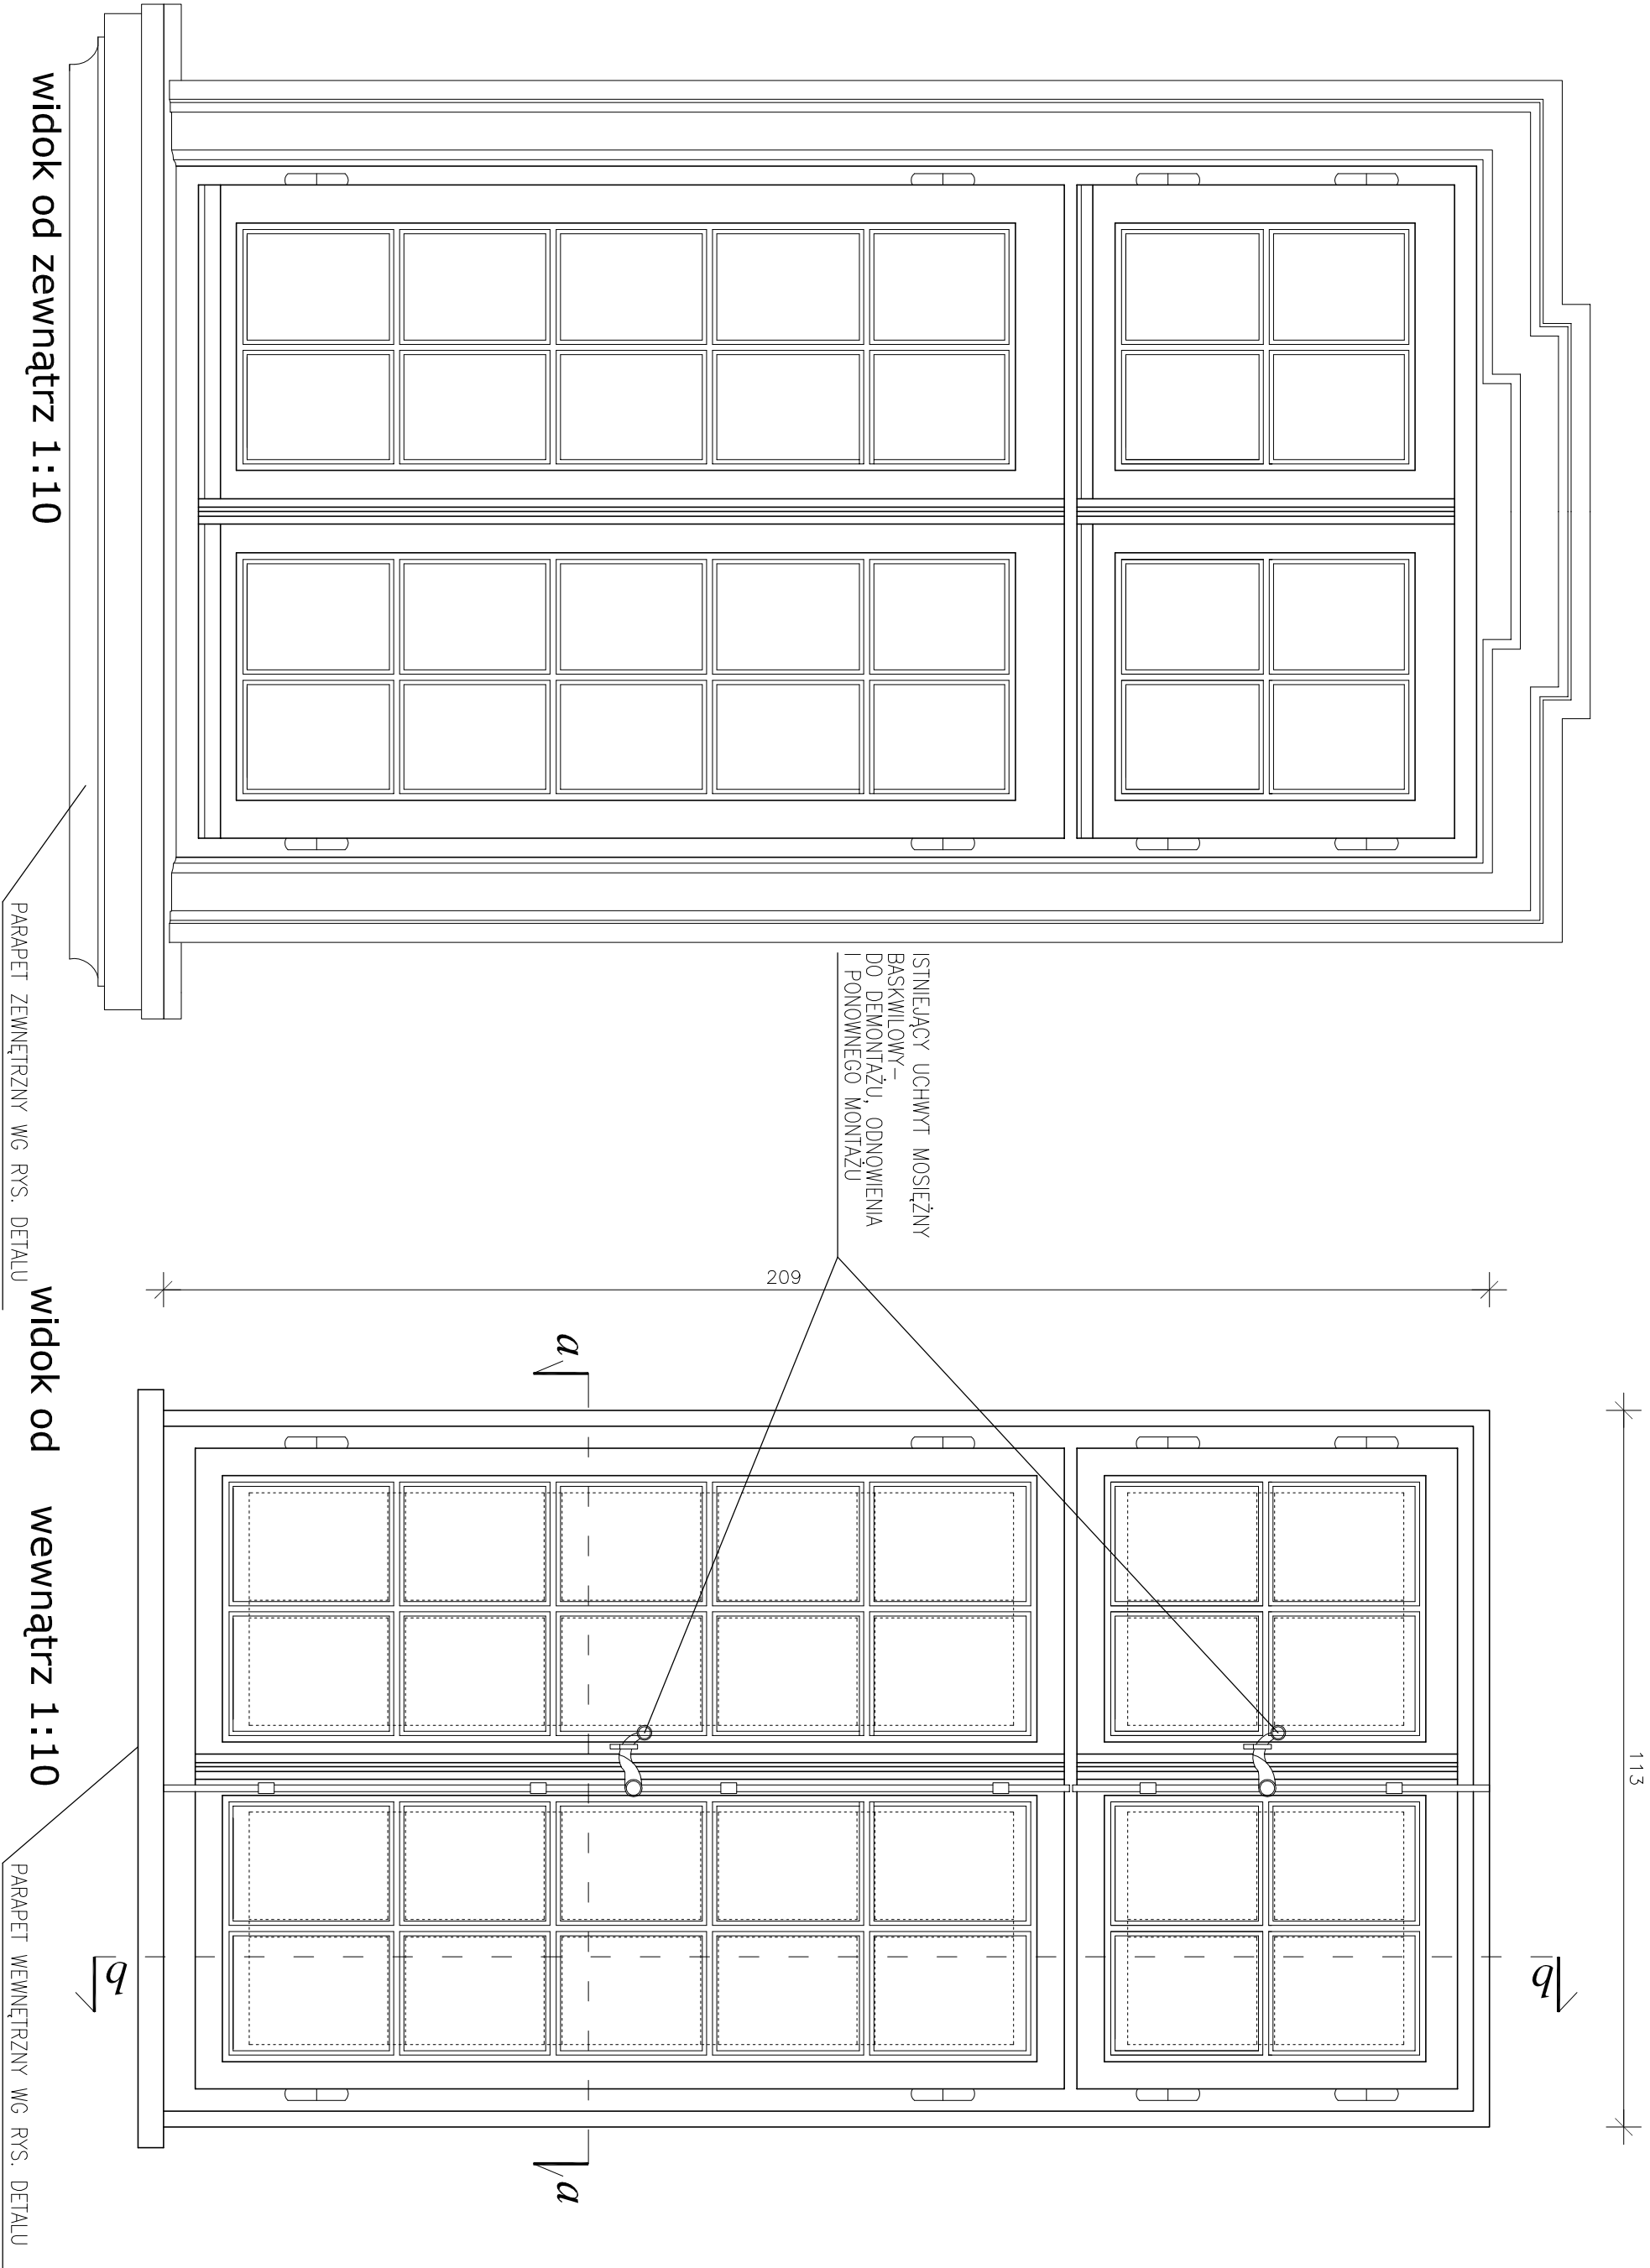 ISTNIEJĄCY UCHWYT MOSIĘŻNY
BASKWILOWY–
DO DEMONTAŻU, ODNOWIENIA
I PONOWNEGO MONTAŻU
113
209
a
a
b
b
widok od zewnątrz 1:10
widok od wewnątrz 1:10
PARAPET ZEWNĘTRZNY WG RYS. DETALU
PARAPET WEWNĘTRZNY WG RYS. DETALU